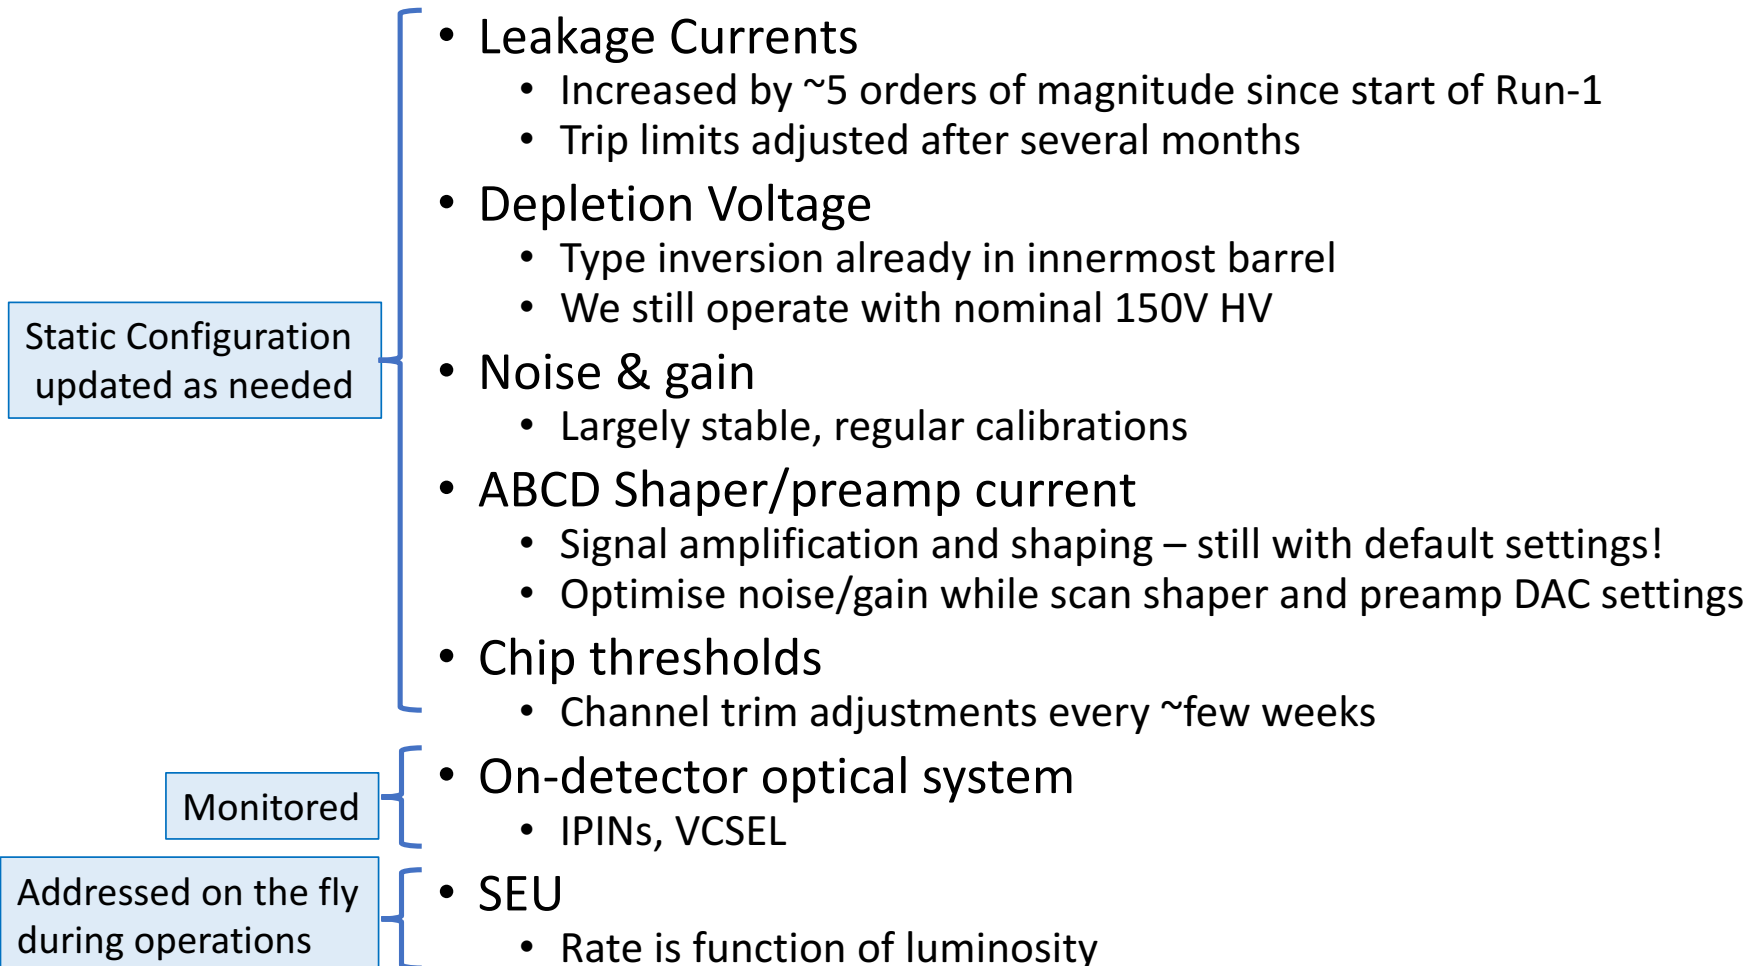 • Leakage Currents
• Increased by ~5 orders of magnitude since start of Run-1
• Trip limits adjusted after several months
• Depletion Voltage
• Type inversion already in innermost barrel
• We still operate with nominal 150V HV
Static Configuration
updated as needed
• Noise & gain
• Largely stable, regular calibrations
• ABCD Shaper/preamp current
• Signal amplification and shaping – still with default settings!
• Optimise noise/gain while scan shaper and preamp DAC settings
• Chip thresholds
• Channel trim adjustments every ~few weeks
Monitored
• On-detector optical system
• IPINs, VCSEL
Addressed on the fly
during operations
• SEU
• Rate is function of luminosity